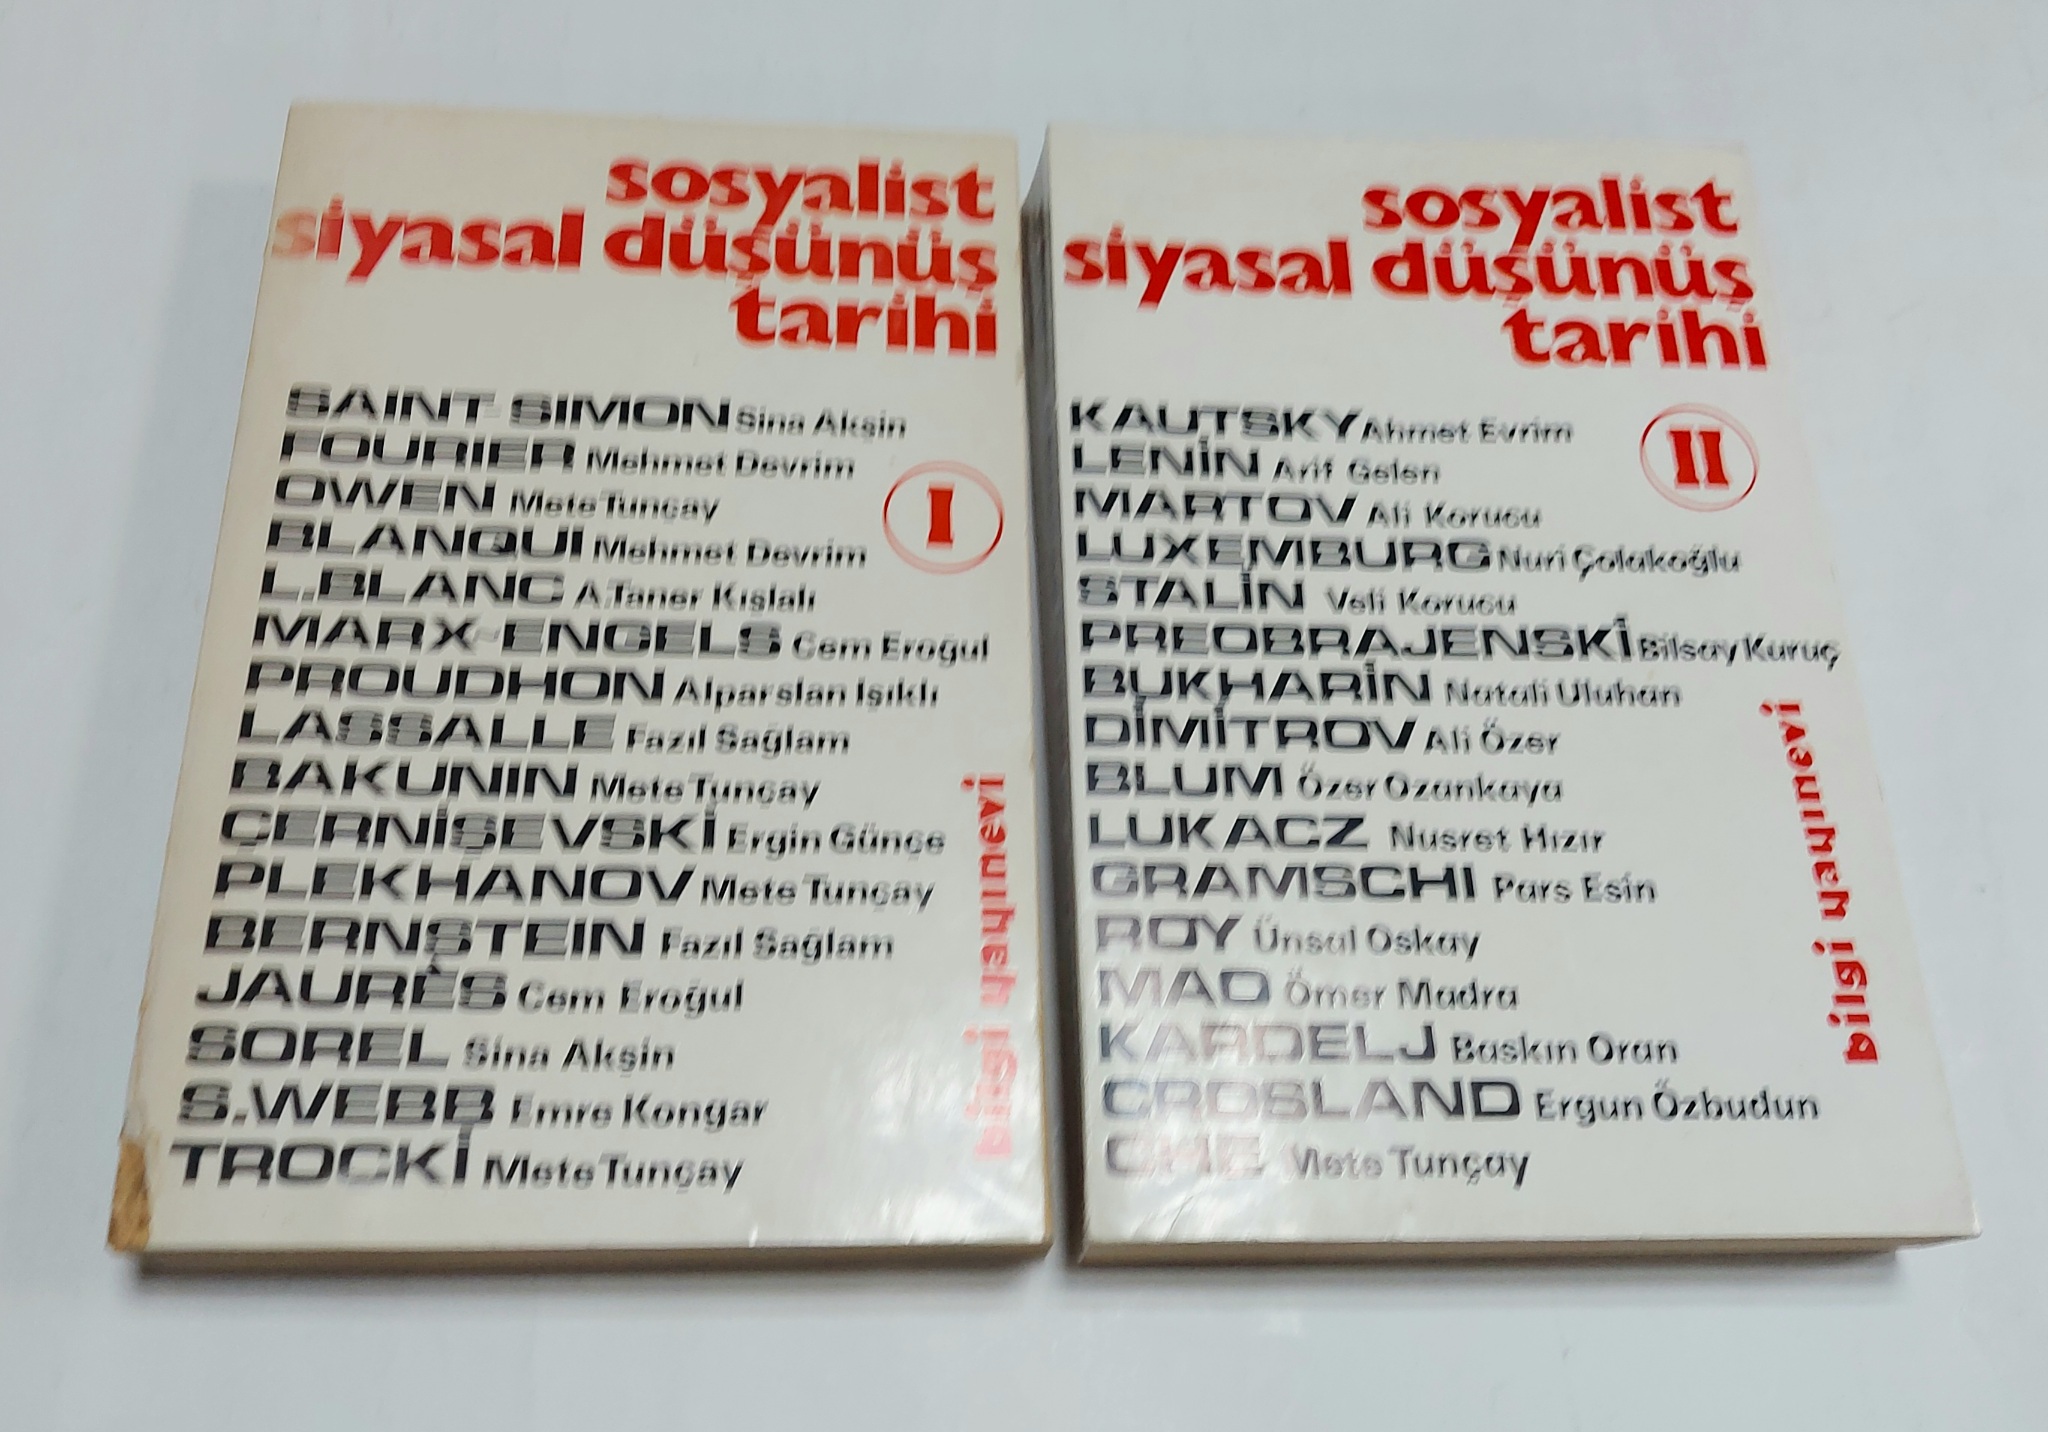 sosyalist
siyasal düşünüş
tarihi
SAINT-SIMON Sina Akşin
FOURIER Mehmet Devrim
OWEN Mete Tunçay
BLANQUI Mehmet Devrim
L.BLANC A.Taner Kışlalı
MARX-ENGELS Cem Eroğul
PROUDHON Alparslan Işıklı
LASSALLE Fazıl Sağlam
BAKUNIN Mete Tunçay
ÇERNİŞEVSKİ Ergin Günçe
PLEKHANOV Mete Tunçay
BERNSTEIN Fazıl Sağlam
JAURÈS Cem Eroğul
SOREL Sina Akşin
S.WEBB Emre Kongar
TROÇKİ Mete Tunçay
I
bilgi yayınevi
sosyalist
siyasal düşünüş
tarihi
KAUTSKY Ahmet Evrim
LENİN Arif Gelen
MARTOV Ali Korucu
LUXEMBURG Nuri Çolakoğlu
STALİN Veli Korucu
PREOBRAJENSKİ Bilsay Kuruç
BUKHARİN Natali Uluhan
DİMİTROV Ali Özer
BLUM Özer Ozankaya
LUKACZ Nusret Hızır
GRAMSCHI Pars Esin
ROY Ünsal Oskay
MAO Ömer Madra
KARDELJ Baskın Oran
CROSLAND Ergun Özbudun
CHE Mete Tunçay
II
bilgi yayınevi